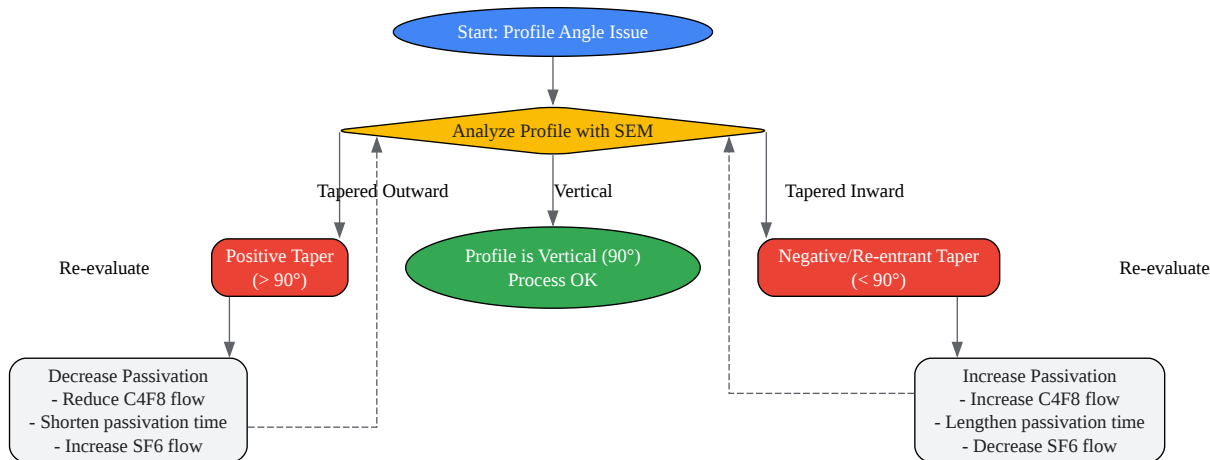 Start: Profile Angle Issue
Analyze Profile with SEM
Tapered Outward
Vertical
Tapered Inward
Re-evaluate
Positive Taper
(> 90°)
Profile is Vertical (90°)
Process OK
Negative/Re-entrant Taper
(< 90°)
Re-evaluate
Decrease Passivation
- Reduce C4F8 flow
- Shorten passivation time
- Increase SF6 flow
Increase Passivation
- Increase C4F8 flow
- Lengthen passivation time
- Decrease SF6 flow